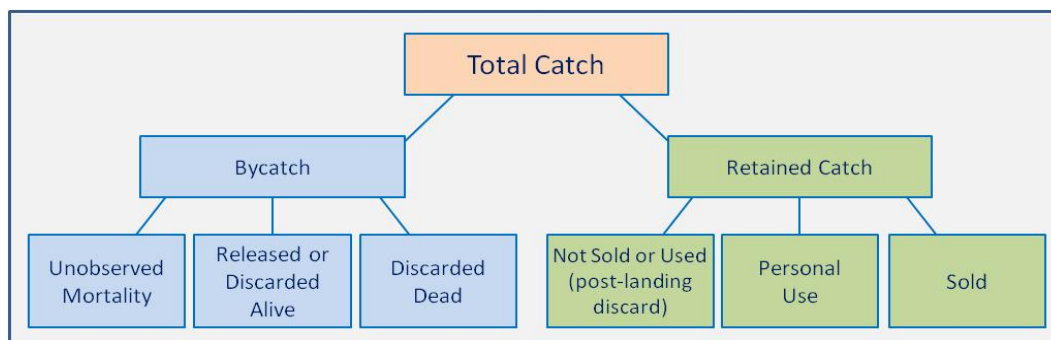 Total Catch
Bycatch
Retained Catch
Unobserved
Mortality
Released or
Discarded
Alive
Discarded
Dead
Not Sold or Used
(post-landing
discard)
Personal
Use
Sold